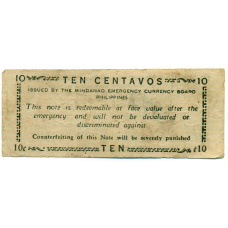 10 TEN CENTAVOS 10
ISSUED BY THE MINDANAO EMERGENCY CURRENCY BOARD
PHILIPPINES
This note is redeemable at face value after the
emergency and will not be devaluated or
discriminated against
Counterfeiting of this Note will be severely punished
10¢ TEN ¢10